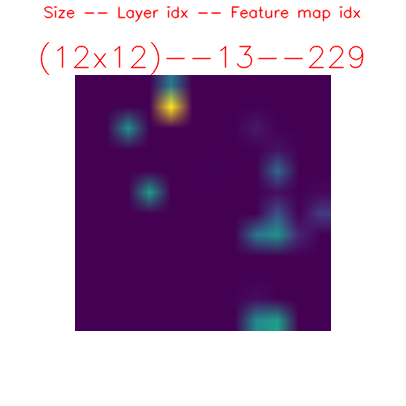 Size -- Layer idx -- Feature map idx
(12x12)--13--229